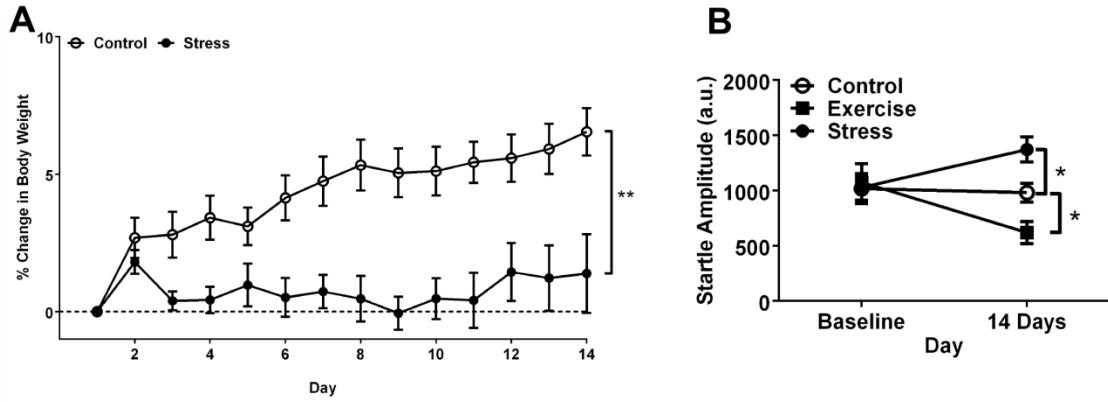 A
Control Stress
10
5
0
% Change in Body Weight
2 4 6 8 10 12 14
Day
**
B
Control
Exercise
Stress
2000
1500
1000
500
0
Startle Amplitude (a.u.)
*
*
Baseline 14 Days
Day